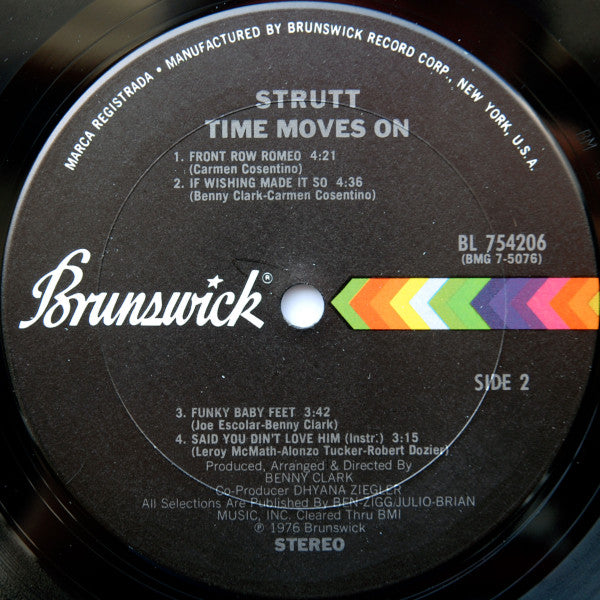 MARCA REGISTRADA • MANUFACTURED BY BRUNSWICK RECORD CORP., NEW YORK, U.S.A.
STRUTT
TIME MOVES ON
1. FRONT ROW ROMEO 4:21
(Carmen Cosentino)
2. IF WISHING MADE IT SO 4:36
(Benny Clark-Carmen Cosentino)
BL 754206
(BMG 7-5076)
Brunswick®
SIDE 2
3. FUNKY BABY FEET 3:42
(Joe Escolar-Benny Clark)
4. SAID YOU DIN'T LOVE HIM (Instr.) 3:15
(Leroy McMath-Alonzo Tucker-Robert Dozier)
Produced, Arranged & Directed By
BENNY CLARK
Co-Producer DHYANA ZIEGLER
All Selections Are Published By BEN-ZIGG/JULIO-BRIAN
MUSIC, INC. Cleared Thru BMI
℗ 1976 Brunswick
STEREO